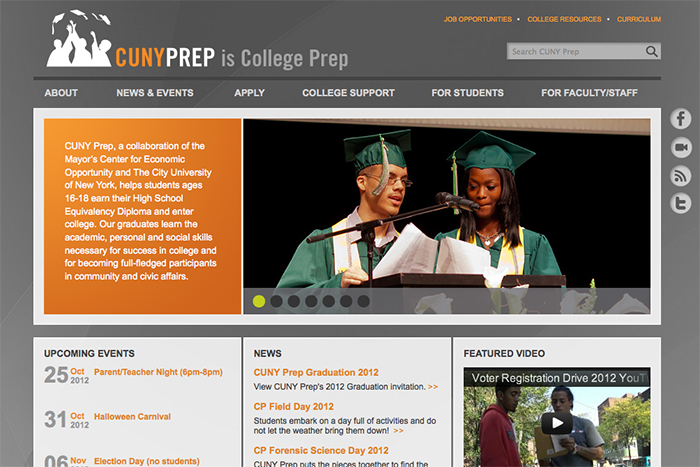 JOB OPPORTUNITIES • COLLEGE RESOURCES • CURRICULUM
CUNYPREP is College Prep
Search CUNY Prep
ABOUT NEWS & EVENTS APPLY COLLEGE SUPPORT FOR STUDENTS FOR FACULTY/STAFF
CUNY Prep, a collaboration of the
Mayor's Center for Economic
Opportunity and The City University
of New York, helps students ages
16-18 earn their High School
Equivalency Diploma and enter
college. Our graduates learn the
academic, personal and social skills
necessary for success in college and
for becoming full-fledged participants
in community and civic affairs.
UPCOMING EVENTS
25 Oct 2012 Parent/Teacher Night (6pm-8pm)
31 Oct 2012 Halloween Carnival
06 Nov 2012 Election Day (no students)
NEWS
CUNY Prep Graduation 2012
View CUNY Prep's 2012 Graduation invitation. >>
CP Field Day 2012
Students embark on a day full of activities and do
not let the weather bring them down! >>
CP Forensic Science Day 2012
CUNY Prep puts the pieces together to find the
FEATURED VIDEO
Voter Registration Drive 2012 YouT